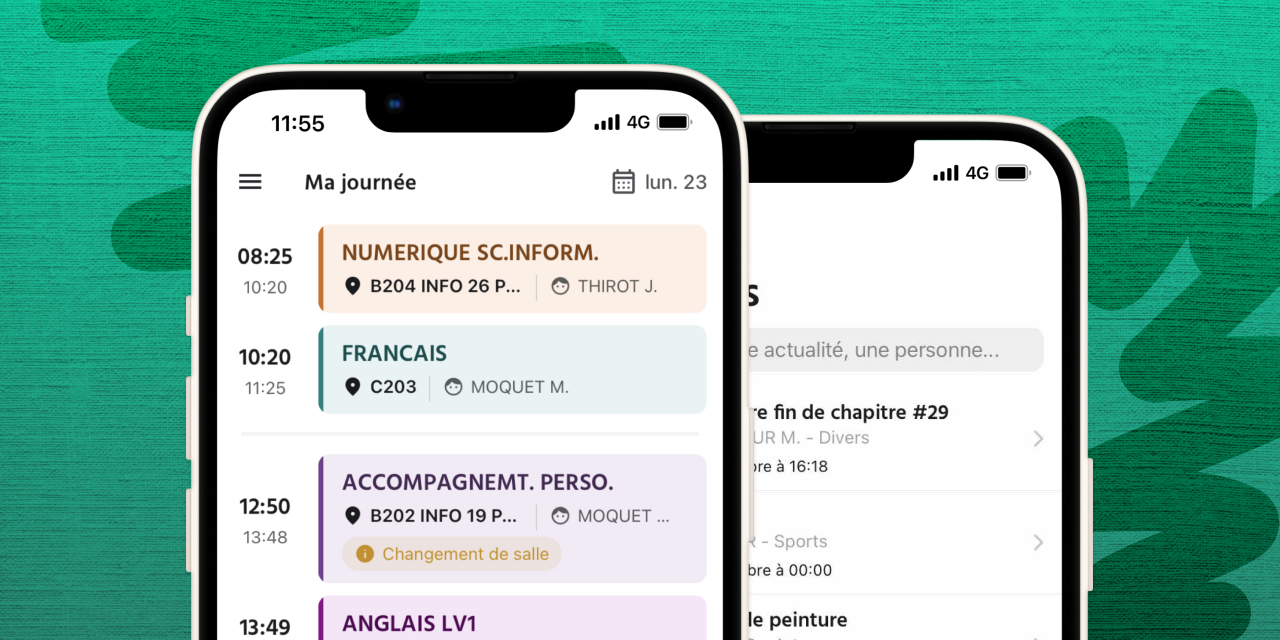 11:55
4G
Ma journée
lun. 23
08:25
10:20
NUMERIQUE SC.INFORM.
B204 INFO 26 P...
THIROT J.
10:20
11:25
FRANCAIS
C203
MOQUET M.
12:50
13:48
ACCOMPAGNEMT. PERSO.
B202 INFO 19 P...
MOQUET ...
Changement de salle
13:49
ANGLAIS LV1
4G
s
e actualité, une personne...
re fin de chapitre #29
UR M. - Divers
bre à 16:18
R - Sports
bre à 00:00
le peinture